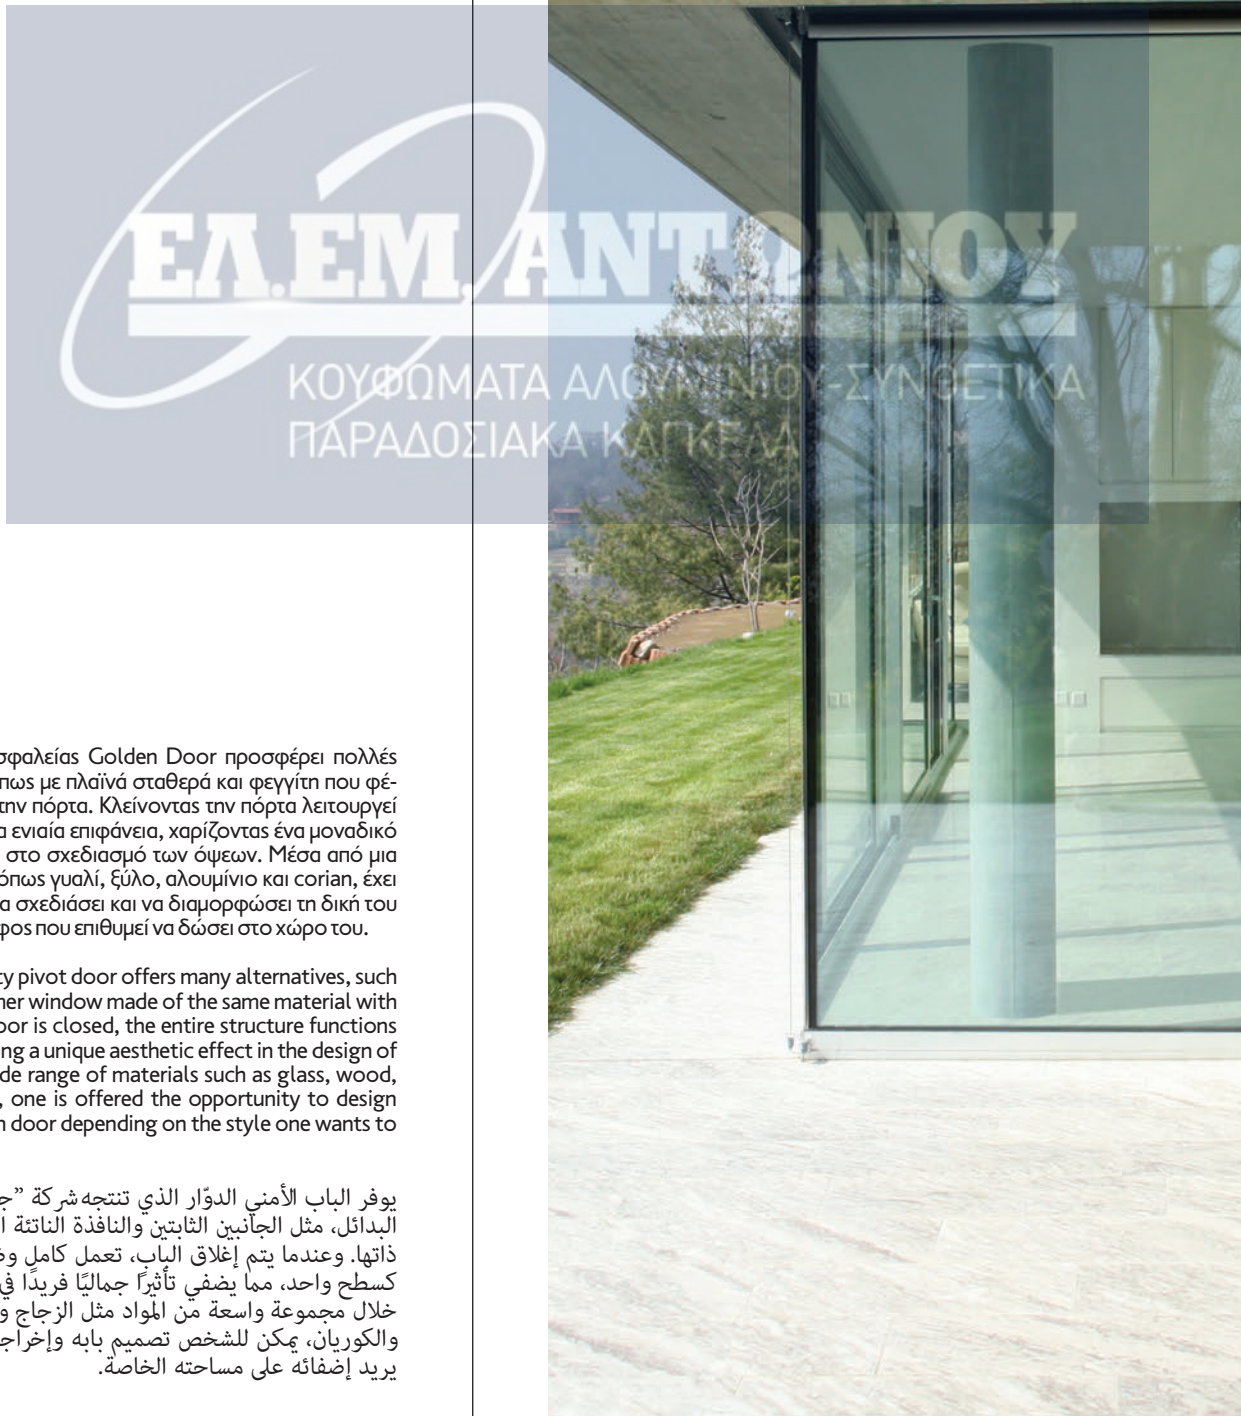 ΕΛ.ΕΜ. ΑΝΤΩΝΙΟΥ
ΚΟΥΦΩΜΑΤΑ ΑΛΟΥΜΙΝΙΟΥ-ΣΥΝΘΕΤΙΚΑ
ΠΑΡΑΔΟΣΙΑΚΑ ΚΑΓΚΕΛΑ
σφαλείας Golden Door προσφέρει πολλές
πως με πλαϊνά σταθερά και φεγγίτη που φέ-
την πόρτα. Κλείνοντας την πόρτα λειτουργεί
α ενιαία επιφάνεια, χαρίζοντας ένα μοναδικό
στο σχεδιασμό των όψεων. Μέσα από μια
όπως γυαλί, ξύλο, αλουμίνιο και corian, έχει
α σχεδιάσει και να διαμορφώσει τη δική του
φος που επιθυμεί να δώσει στο χώρο του.
ty pivot door offers many alternatives, such
ner window made of the same material with
oor is closed, the entire structure functions
ng a unique aesthetic effect in the design of
de range of materials such as glass, wood,
, one is offered the opportunity to design
n door depending on the style one wants to
يوفر الباب الأمني الدوّار الذي تنتجه شركة ”ج
البدائل، مثل الجانبين الثابتين والنافذة الناتئة ا
ذاتها. وعندما يتم إغلاق الباب، تعمل كامل وض
كسطح واحد، مما يضفي تأثيرًا جماليًا فريدًا في
خلال مجموعة واسعة من المواد مثل الزجاج و
والكوريان، يمكن للشخص تصميم بابه وإخراج
يريد إضفائه على مساحته الخاصة.